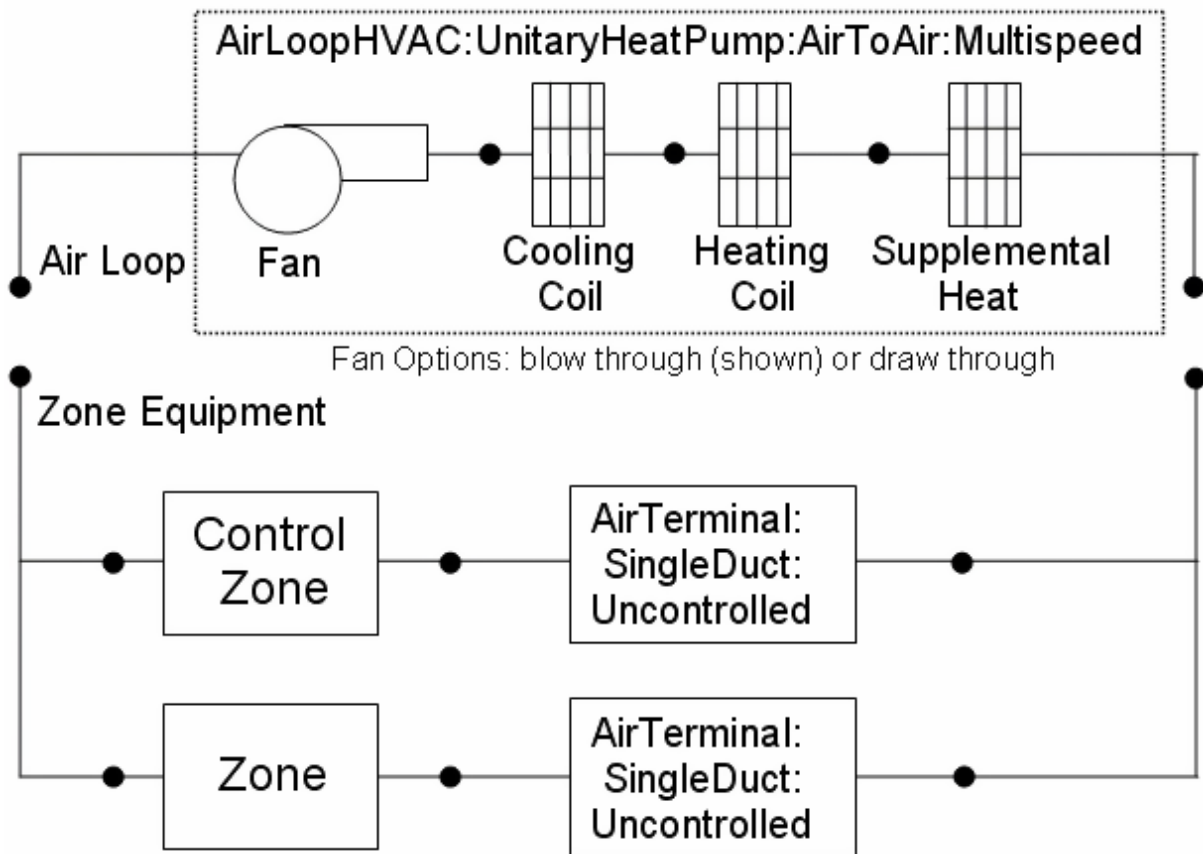 AirLoopHVAC:UnitaryHeatPump:AirToAir:Multispeed
Air Loop
Fan
Cooling
Coil
Heating
Coil
Supplemental
Heat
Fan Options: blow through (shown) or draw through
Zone Equipment
Control
Zone
AirTerminal:
SingleDuct:
Uncontrolled
Zone
AirTerminal:
SingleDuct:
Uncontrolled